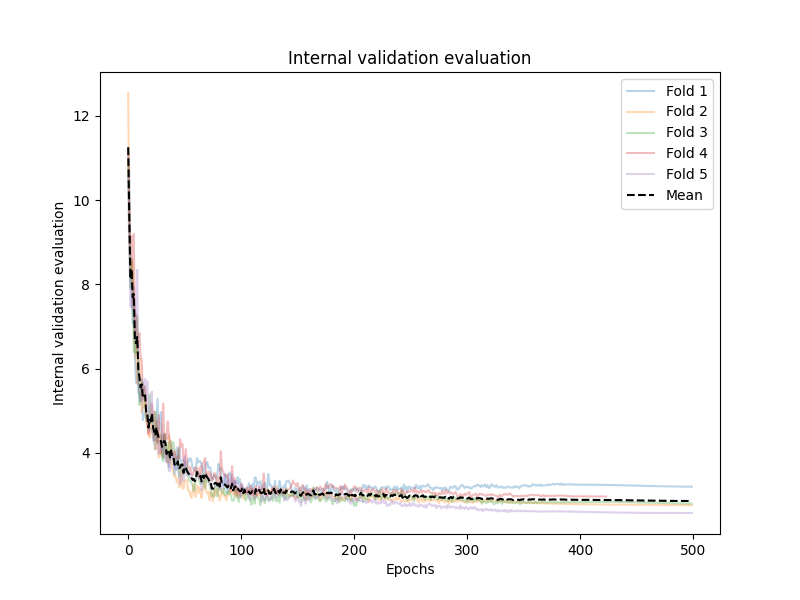 Internal validation evaluation
Internal validation evaluation
12
10
8
6
4
0
100
200
300
400
500
Epochs
Fold 1
Fold 2
Fold 3
Fold 4
Fold 5
Mean